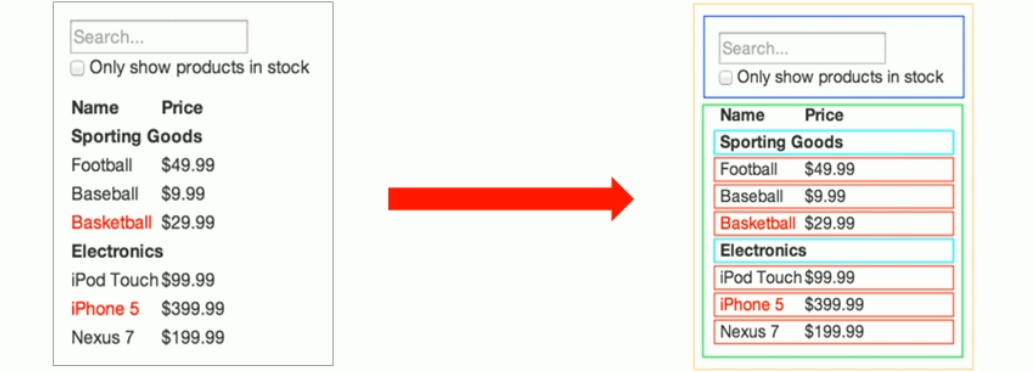 Search...
Only show products in stock
Name Price
Sporting Goods
Football $49.99
Baseball $9.99
Basketball $29.99
Electronics
iPod Touch $99.99
iPhone 5 $399.99
Nexus 7 $199.99
Search...
Only show products in stock
Name Price
Sporting Goods
Football $49.99
Baseball $9.99
Basketball $29.99
Electronics
iPod Touch $99.99
iPhone 5 $399.99
Nexus 7 $199.99